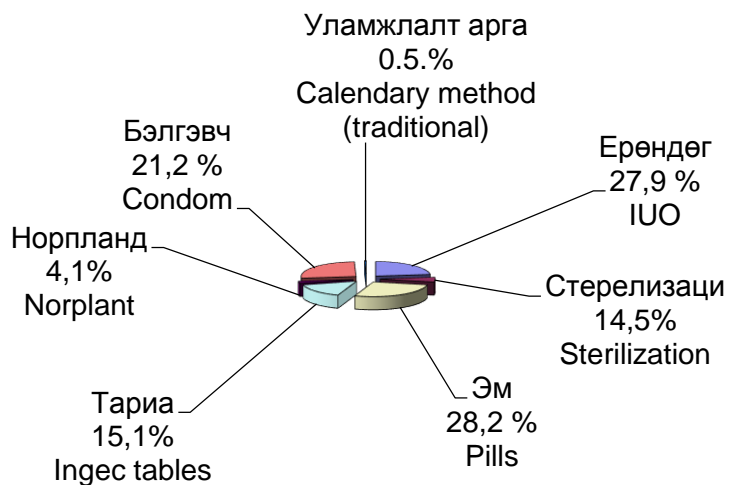 Уламжлалт арга
0.5.%
Calendary method
(traditional)
Бэлгэвч
21,2 %
Condom
Ерөндөг
27,9 %
IUO
Норпланд
4,1%
Norplant
Стерелизаци
14,5%
Sterilization
Тариа
15,1%
Ingec tables
Эм
28,2 %
Pills